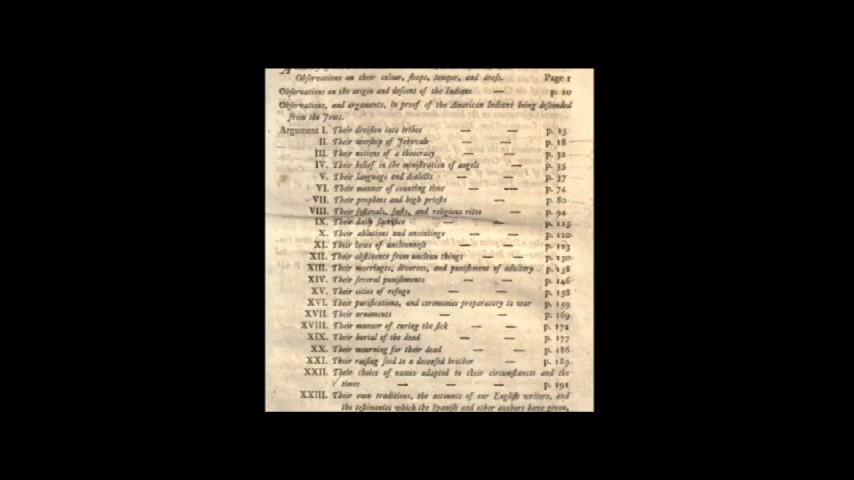 A
Observations on their colour, shape, temper, and dress. Page 1
Observations on the origin and descent of the Indians — p. 10
Observations, and arguments, in proof of the American Indians being descended
from the Jews.
Argument I. Their division into tribes — — p. 15
II. Their worship of Jehovah — — p. 18
III. Their notions of a theocracy — — p. 32
IV. Their belief in the ministration of angels — p. 35
V. Their language and dialects — — p. 37
VI. Their manner of counting time — — p. 74
VII. Their prophets and high priests — — p. 80
VIII. Their festivals, fasts, and religious rites — p. 94
IX. Their daily sacrifice — — p. 115
X. Their ablutions and anointings — — p. 120
XI. Their laws of uncleanness — — p. 123
XII. Their abstinence from unclean things — — p. 130
XIII. Their marriages, divorces, and punishment of adultery — p. 138
XIV. Their several punishments — — p. 146
XV. Their cities of refuge — — p. 158
XVI. Their purifications, and ceremonies preparatory to war p. 159
XVII. Their ornaments — — p. 169
XVIII. Their manner of curing the sick — — p. 172
XIX. Their burial of the dead — — p. 177
XX. Their mourning for their dead — — p. 186
XXI. Their raising seed to a deceased brother — p. 189
XXII. Their choice of names adapted to their circumstances and the
times — — — p. 191
XXIII. Their own traditions, the accounts of our English writers, and
the testimonies which the Spanish and other authors have given,